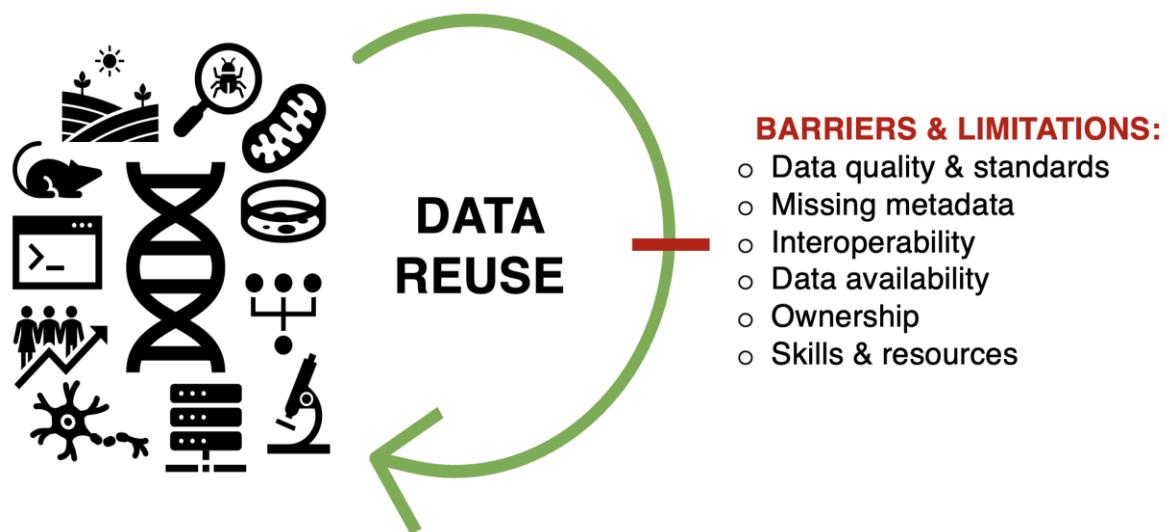 DATA
REUSE
BARRIERS & LIMITATIONS:
Data quality & standards
Missing metadata
Interoperability
Data availability
Ownership
Skills & resources